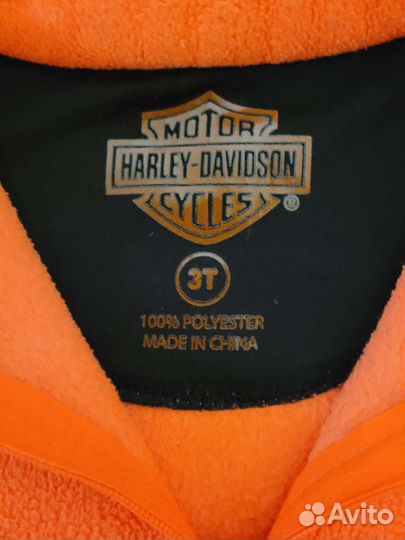 MOTOR
HARLEY-DAVIDSON
CYCLES ®
3T
100% POLYESTER
MADE IN CHINA
Avito